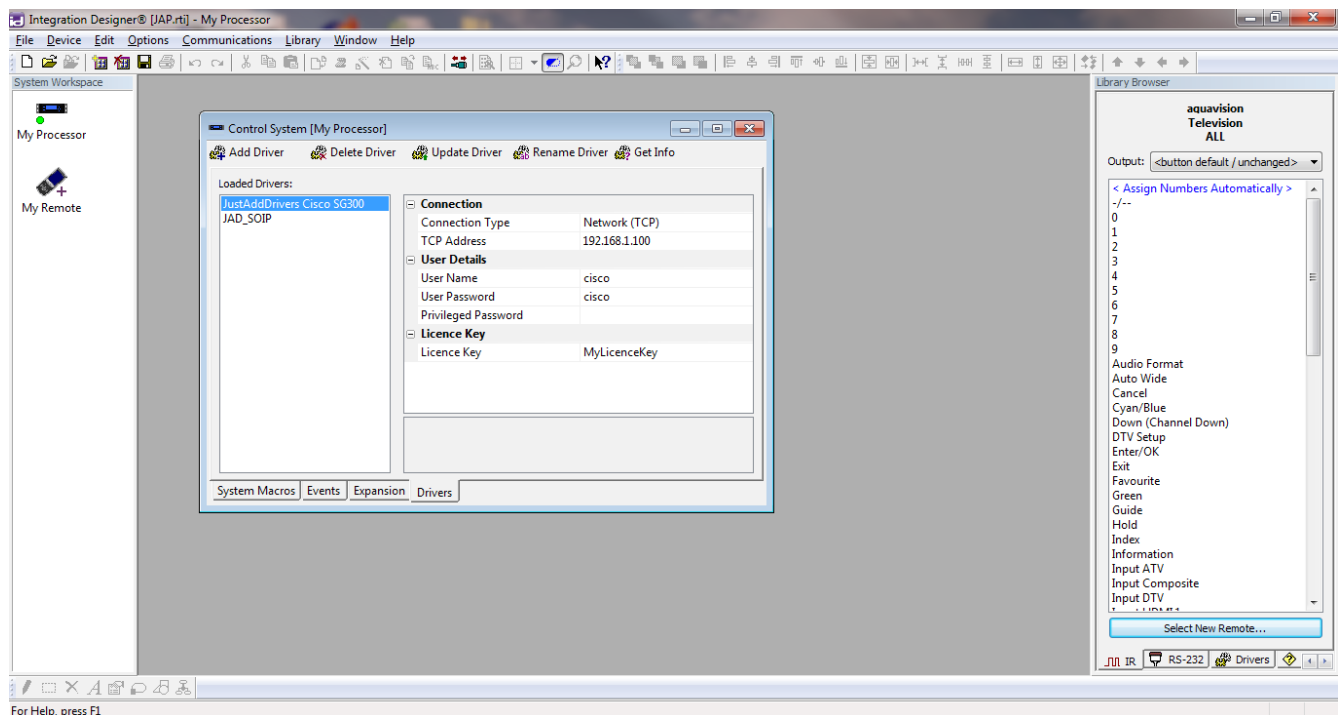 Integration Designer® [JAP.rti] - My Processor
File Device Edit Options Communications Library Window Help
System Workspace
My Processor
My Remote
Control System [My Processor]
Add Driver Delete Driver Update Driver Rename Driver Get Info
Loaded Drivers:
JustAddDrivers Cisco SG300
JAD_SOIP
Connection
Connection Type Network (TCP)
TCP Address 192.168.1.100
User Details
User Name cisco
User Password cisco
Privileged Password
Licence Key
Licence Key MyLicenceKey
System Macros Events Expansion Drivers
Library Browser
aquavision
Television
ALL
Output: <button default / unchanged>
< Assign Numbers Automatically >
-/--
0
1
2
3
4
5
6
7
8
9
Audio Format
Auto Wide
Cancel
Cyan/Blue
Down (Channel Down)
DTV Setup
Enter/OK
Exit
Favourite
Green
Guide
Hold
Index
Information
Input ATV
Input Composite
Input DTV
Select New Remote...
IR RS-232 Drivers
For Help, press F1